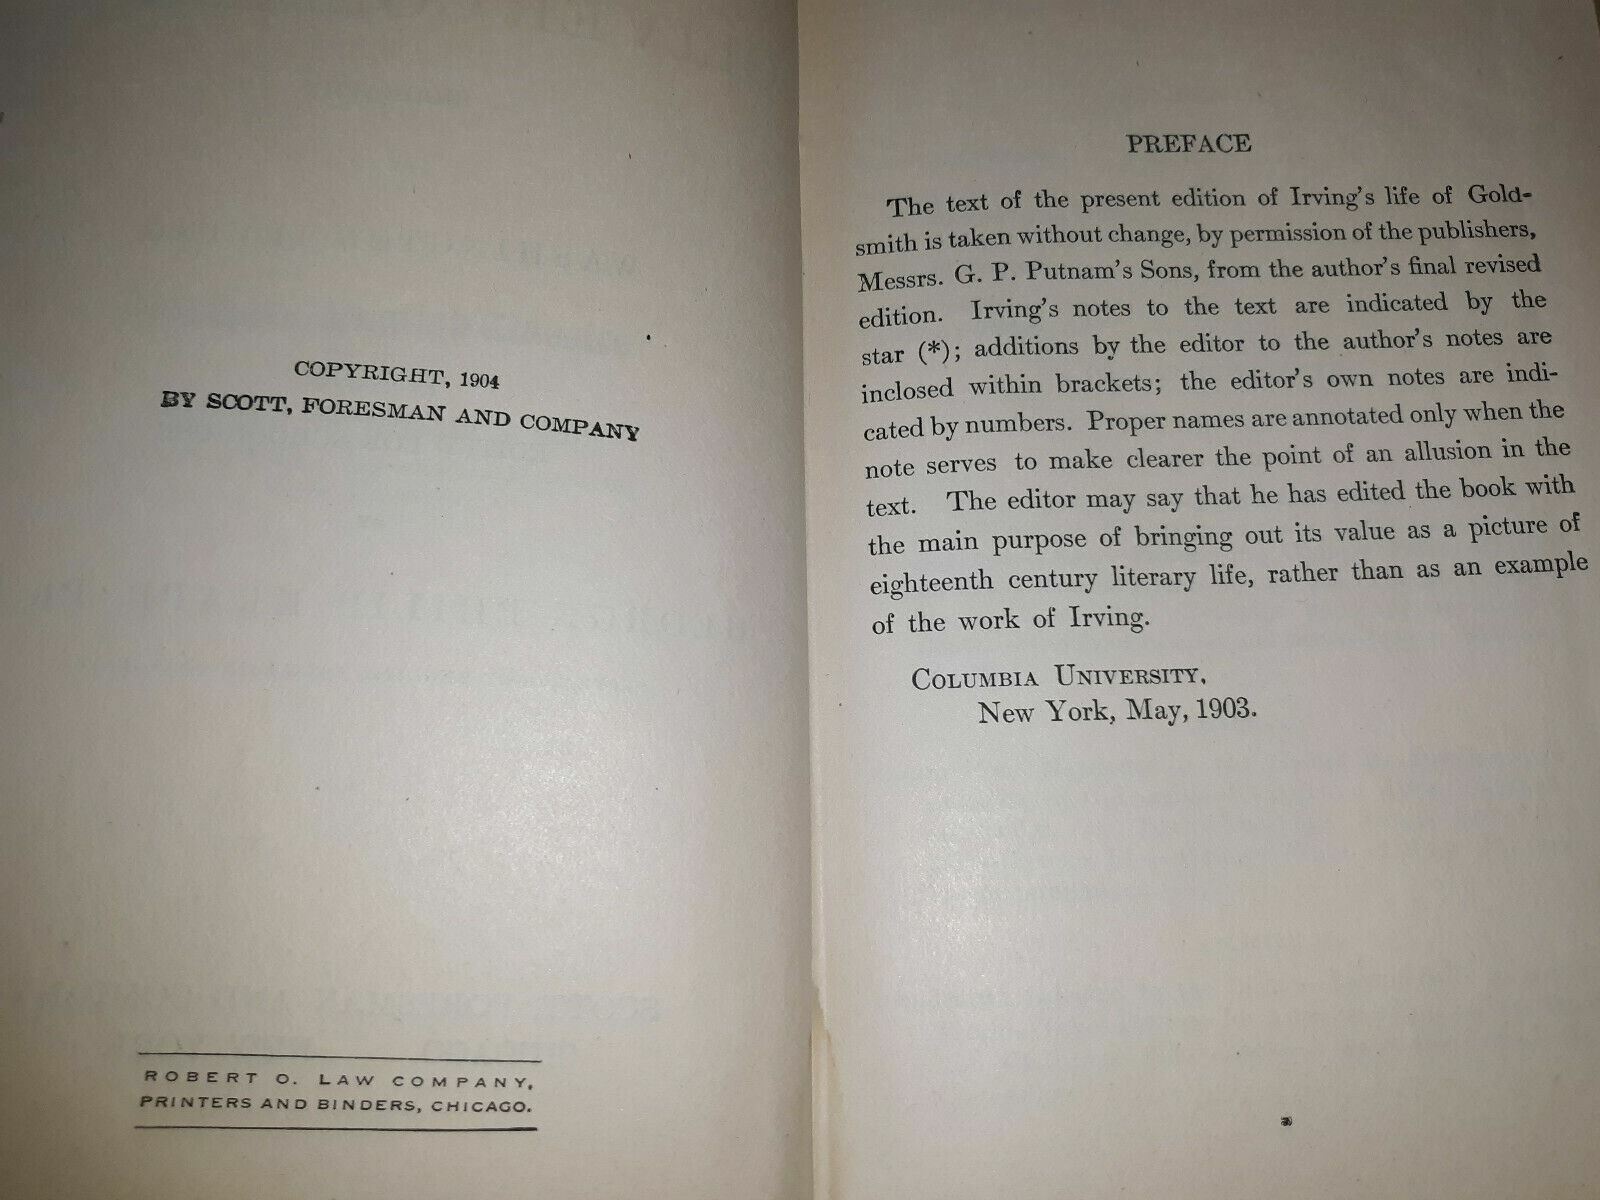 COPYRIGHT, 1904
BY SCOTT, FORESMAN AND COMPANY
ROBERT O. LAW COMPANY,
PRINTERS AND BINDERS, CHICAGO.
PREFACE
The text of the present edition of Irving's life of Gold-
smith is taken without change, by permission of the publishers,
Messrs. G. P. Putnam's Sons, from the author's final revised
edition. Irving's notes to the text are indicated by the
star (*); additions by the editor to the author's notes are
inclosed within brackets; the editor's own notes are indi-
cated by numbers. Proper names are annotated only when the
note serves to make clearer the point of an allusion in the
text. The editor may say that he has edited the book with
the main purpose of bringing out its value as a picture of
eighteenth century literary life, rather than as an example
of the work of Irving.
COLUMBIA UNIVERSITY,
New York, May, 1903.